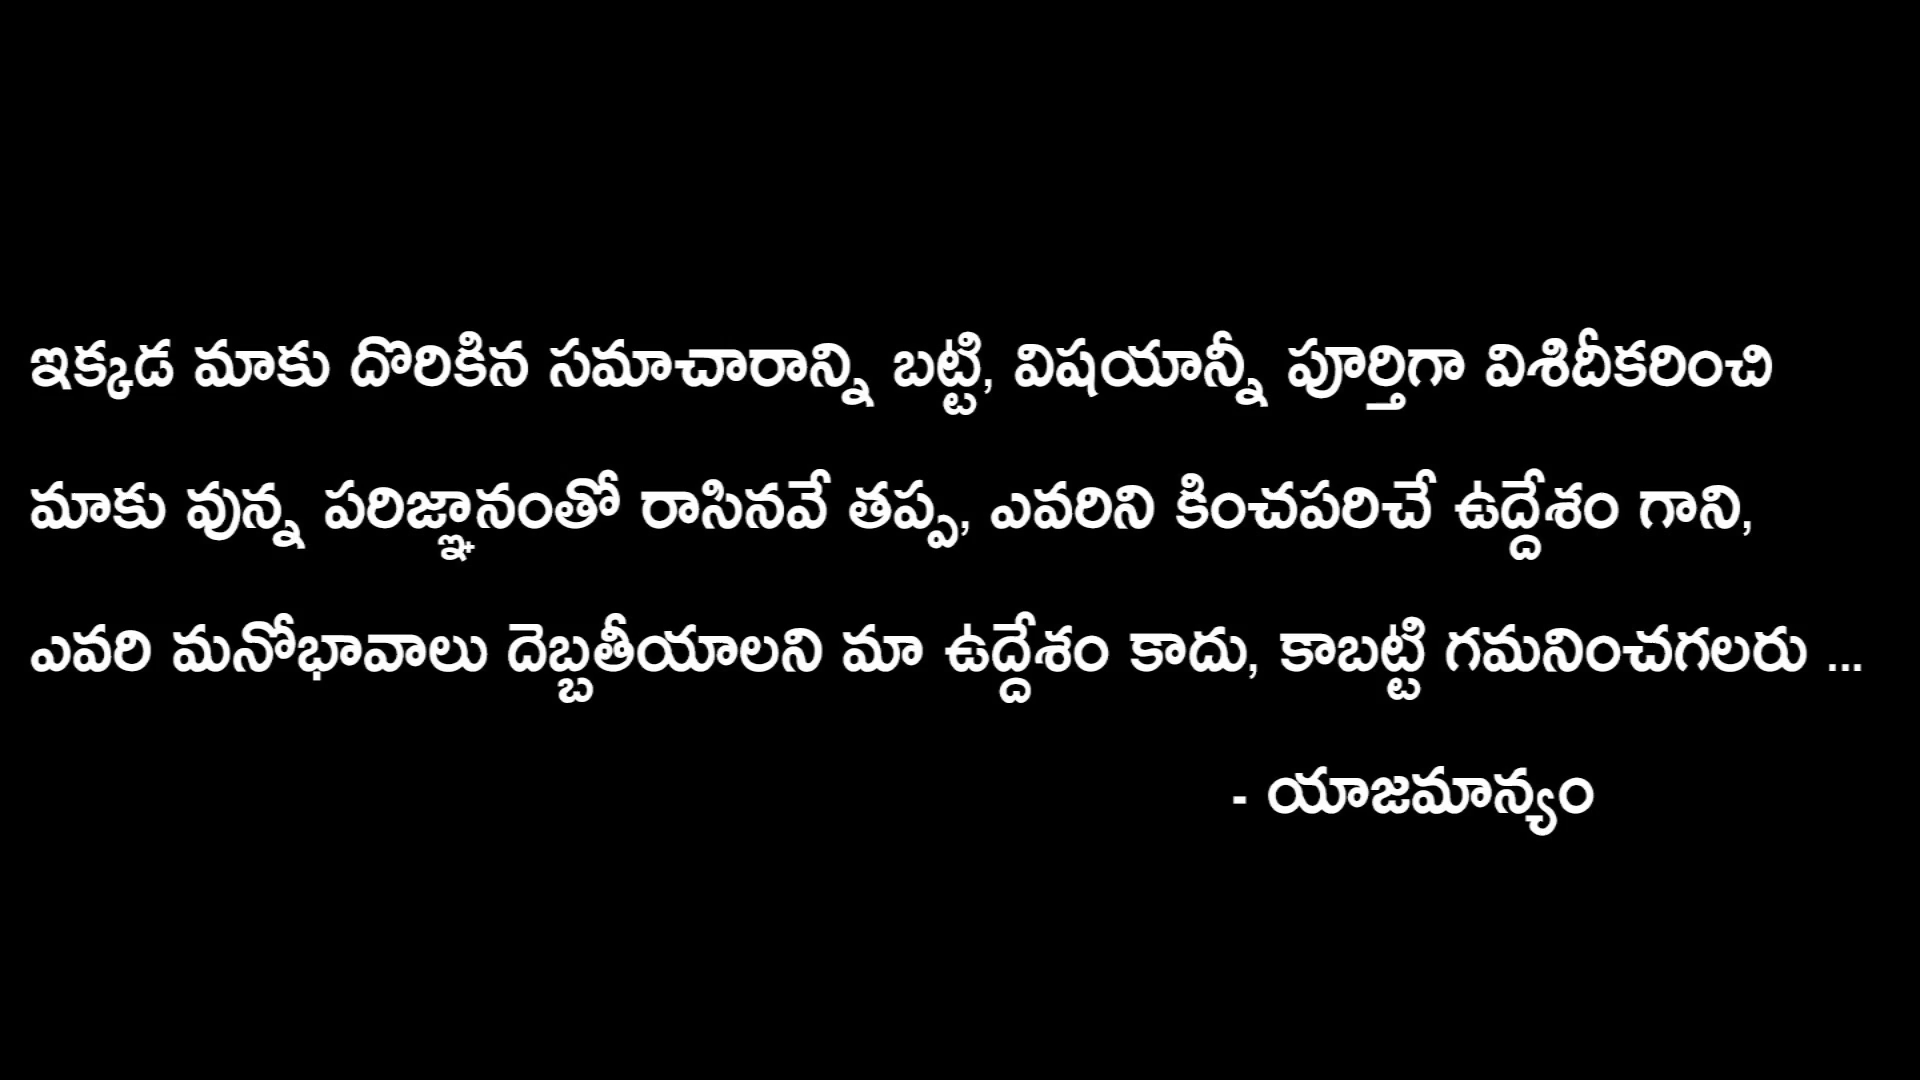 ఇక్కడ మాకు దొరికిన సమాచారాన్ని బట్టి, విషయాన్నీ పూర్తిగా విశిదీకరించి
మాకు వున్న పరిజ్ఞానంతో రాసినవే తప్ప, ఎవరిని కించపరిచే ఉద్దేశం గాని,
ఎవరి మనోభావాలు దెబ్బతీయాలని మా ఉద్దేశం కాదు, కాబట్టి గమనించగలరు ...
- యాజమాన్యం